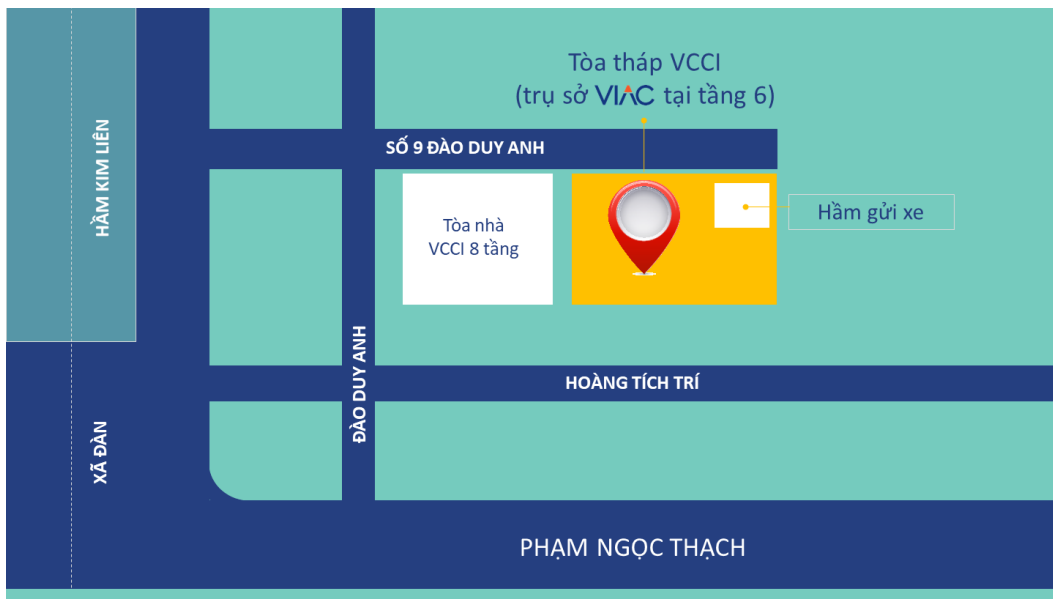 Tòa tháp VCCI
(trụ sở VIAC tại tầng 6)
SỐ 9 ĐÀO DUY ANH
HẦM KIM LIÊN
Tòa nhà
VCCI 8 tầng
Hầm gửi xe
ĐÀO DUY ANH
HOÀNG TÍCH TRÍ
XÃ ĐÀN
PHẠM NGỌC THẠCH